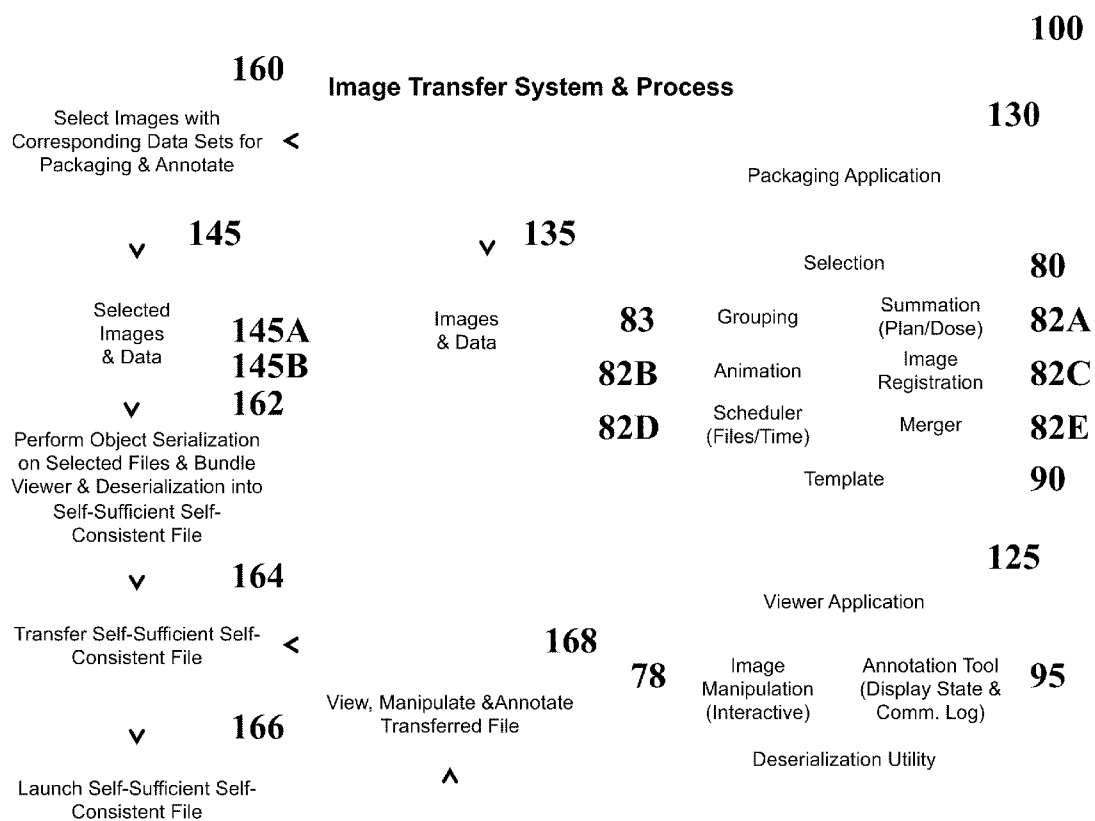 100
160
Image Transfer System & Process
Select Images with
Corresponding Data Sets for
Packaging & Annotate
130
Packaging Application
145
135
Selection
80
Selected
Images
& Data
145A
145B
Images
& Data
83
Grouping
Summation
(Plan/Dose)
82A
82B
Animation
Image
Registration
82C
162
82D
Scheduler
(Files/Time)
Merger
82E
Perform Object Serialization
on Selected Files & Bundle
Viewer & Deserialization into
Self-Sufficient Self-
Consistent File
Template
90
125
164
Viewer Application
Transfer Self-Sufficient Self-
Consistent File
168
78
Image
Manipulation
(Interactive)
Annotation Tool
(Display State &
Comm. Log)
95
View, Manipulate &Annotate
Transferred File
166
Deserialization Utility
Launch Self-Sufficient Self-
Consistent File